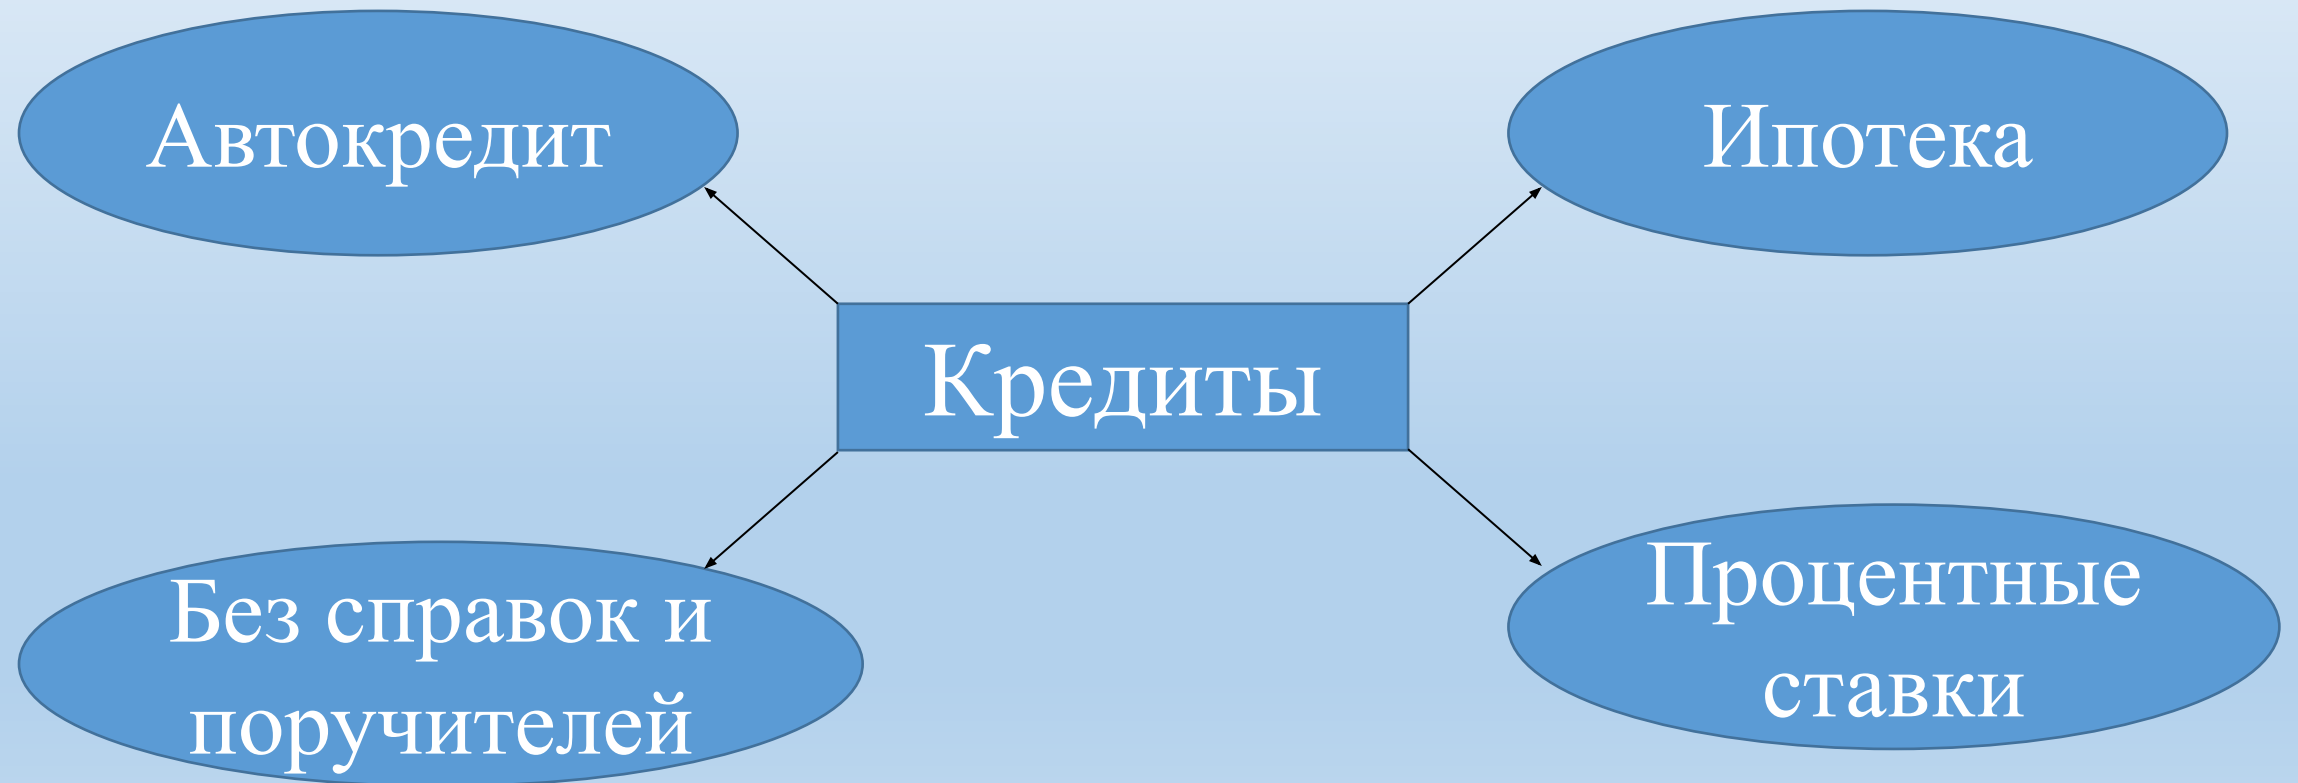 Автокредит
Ипотека
Кредиты
Без справок и
поручителей
Процентные
ставки